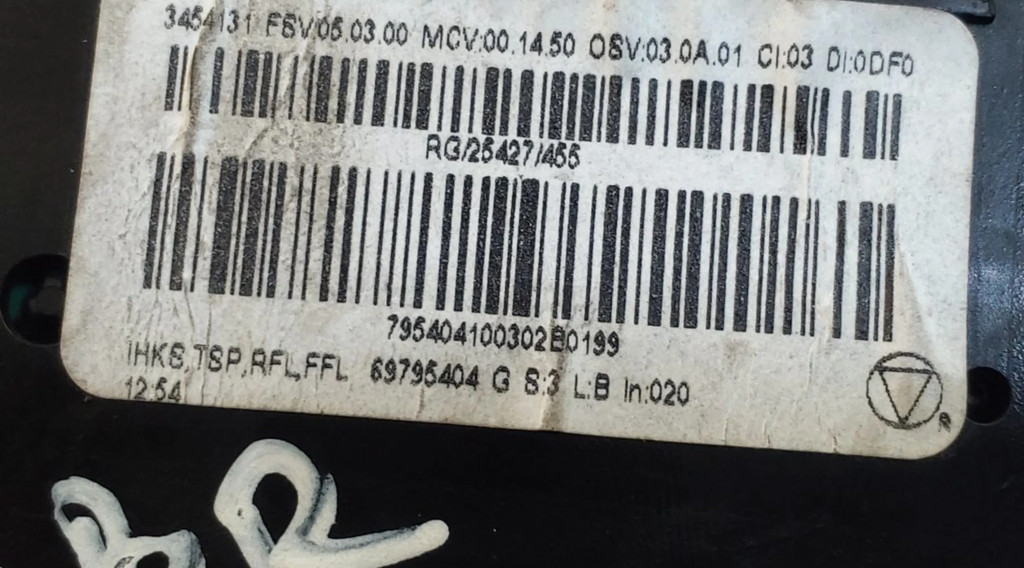 3454131 FSV:05.03.00 MCV:00.14.50 OSV:03.0A.01 CI:03 DI:0DF0
RG/25427/455
795404100302B0199
IHKS,TSP,RFL,FFL 69795404 G S:3 L:B In:020
12:54
R
BR